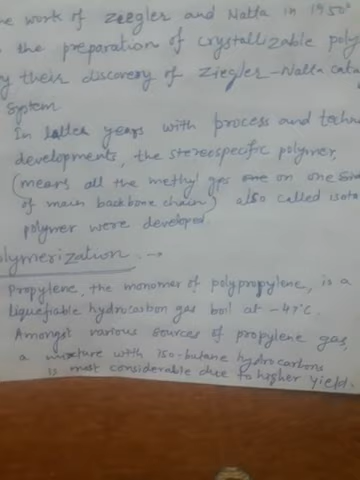 work of Zeegler and Natta in 1950s
the preparation of crystallizable poly
their discovery of Ziegler-Natta cata
system
In latter years with process and techn
developments, the stereospecific polymer,
(means all the methyl gps one on one
of main backbone chain) also called isota
polymer were developed.
olymerization. →
Propylene, the monomer of polypropylene, is a
liquefiable hydrocarbon gas boil at -47°C.
Amongst various sources of propylene gas,
a mixture with iso-butane hydrocarbons
is most considerable due to higher yield.